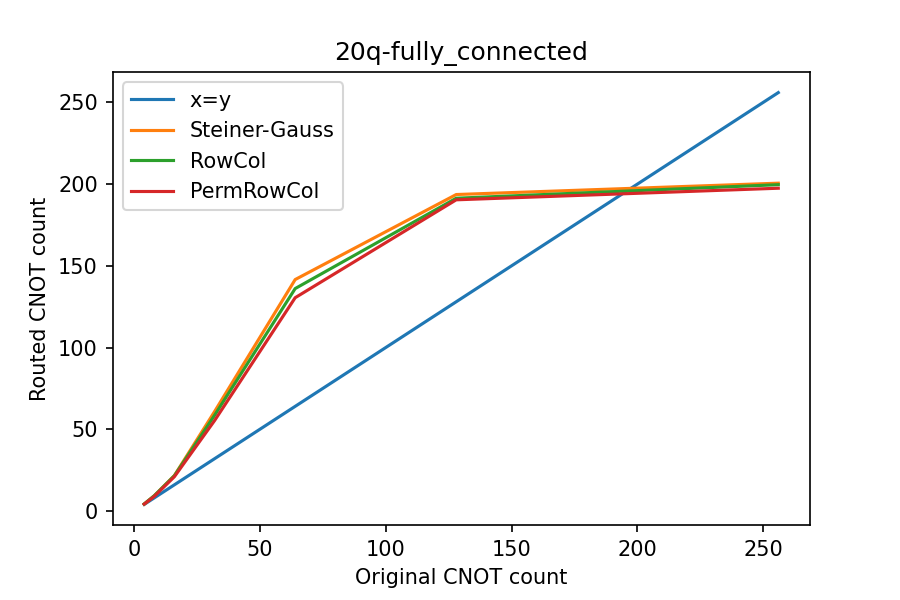 20q-fully_connected
x=y
Steiner-Gauss
RowCol
PermRowCol
250
200
150
100
50
0
Routed CNOT count
0 50 100 150 200 250
Original CNOT count